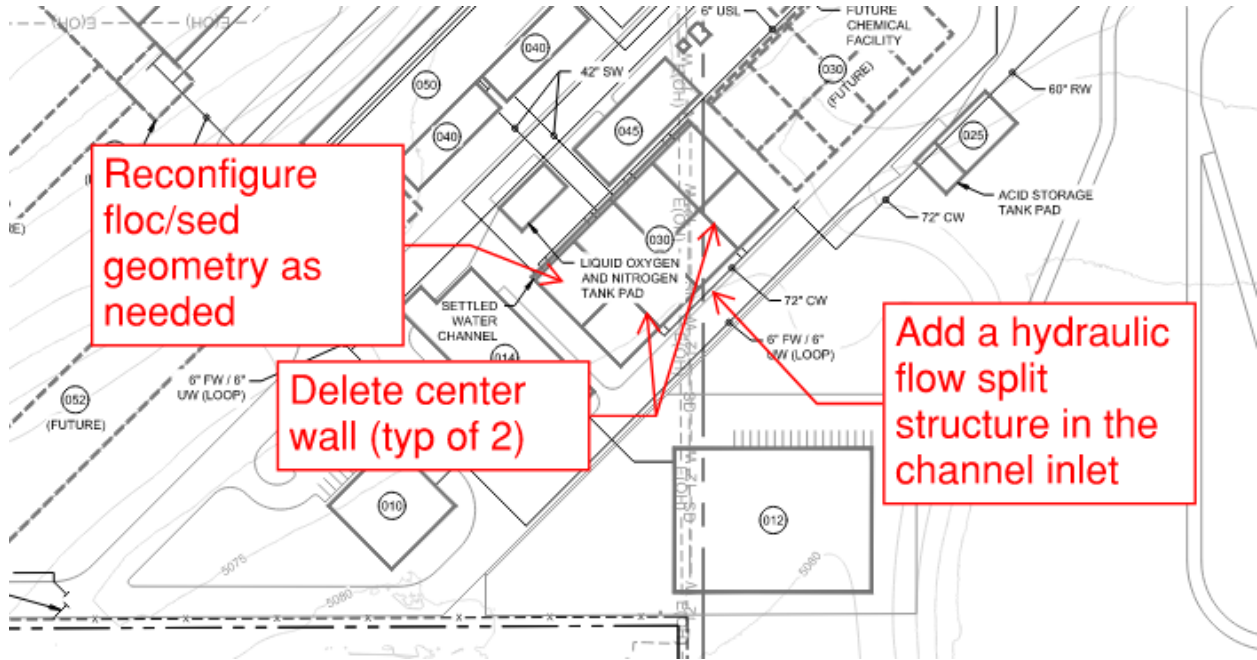 E(OH)
E(OH)
6" USL
FUTURE
CHEMICAL
FACILITY
040
050
42" SW
030
(FUTURE)
60" RW
040
045
025
Reconfigure
floc/sed
geometry as
needed
ACID STORAGE
TANK PAD
72" CW
030
LIQUID OXYGEN
AND NITROGEN
TANK PAD
SETTLED
WATER
CHANNEL
72" CW
6" FW / 6"
UW (LOOP)
Add a hydraulic
flow split
structure in the
channel inlet
014
6" FW / 6"
UW (LOOP)
Delete center
wall (typ of 2)
052
(FUTURE)
010
012
5075
5080
5080